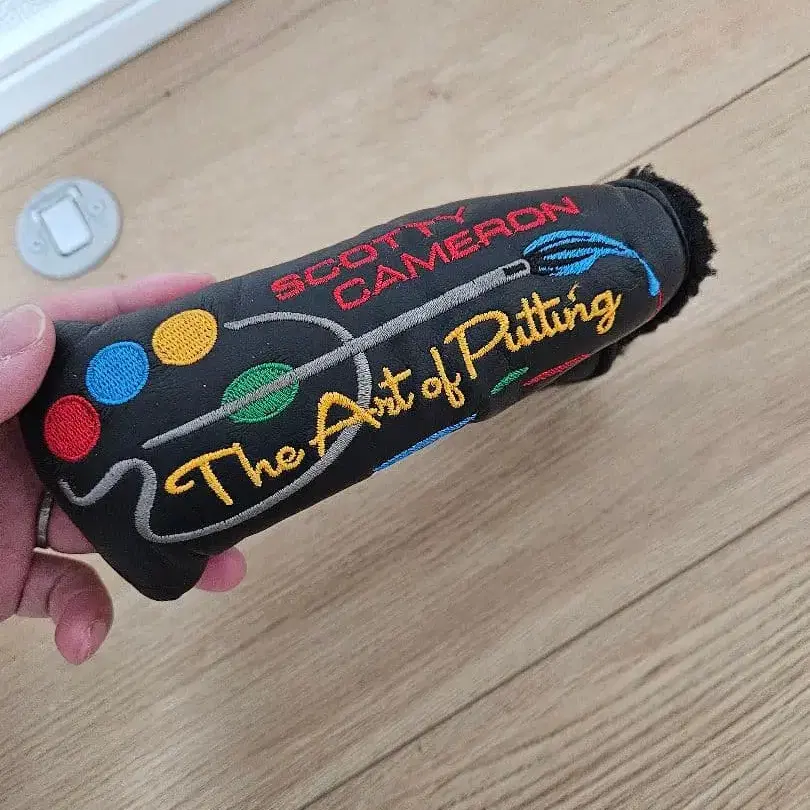 SCOTTY
CAMERON
The Art of Putting